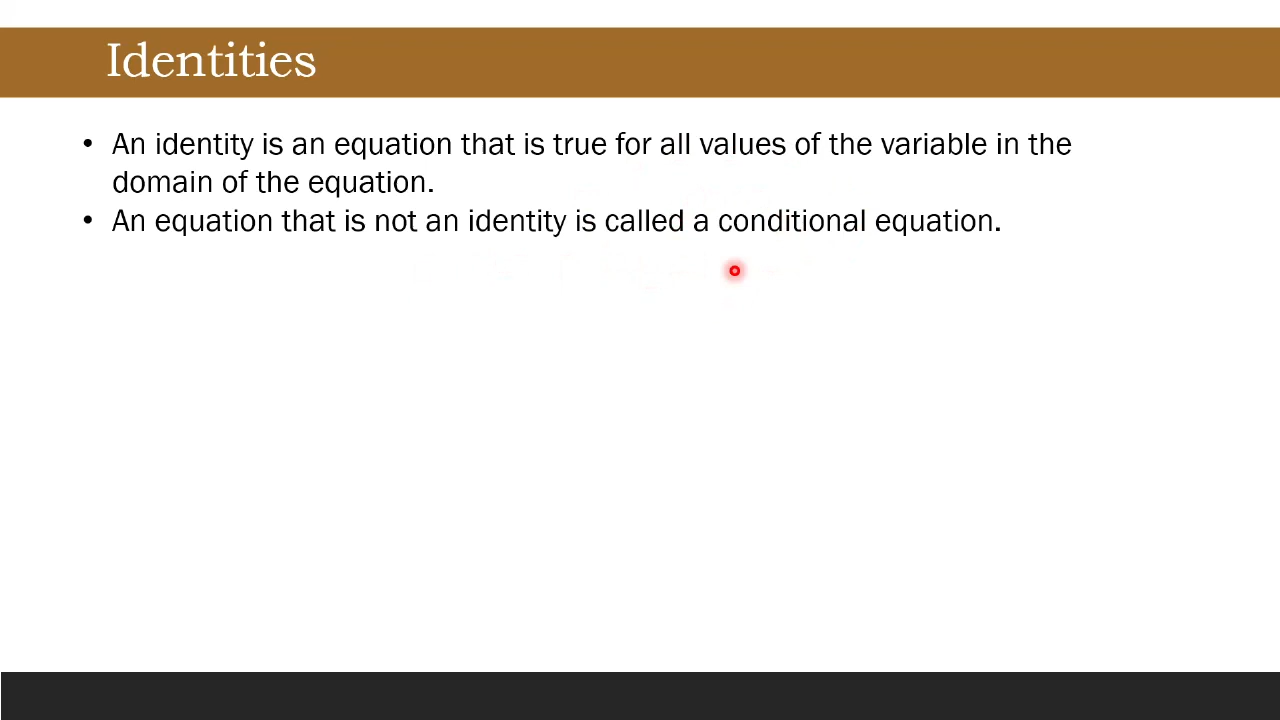 Identities
• An identity is an equation that is true for all values of the variable in the
domain of the equation.
• An equation that is not an identity is called a conditional equation.